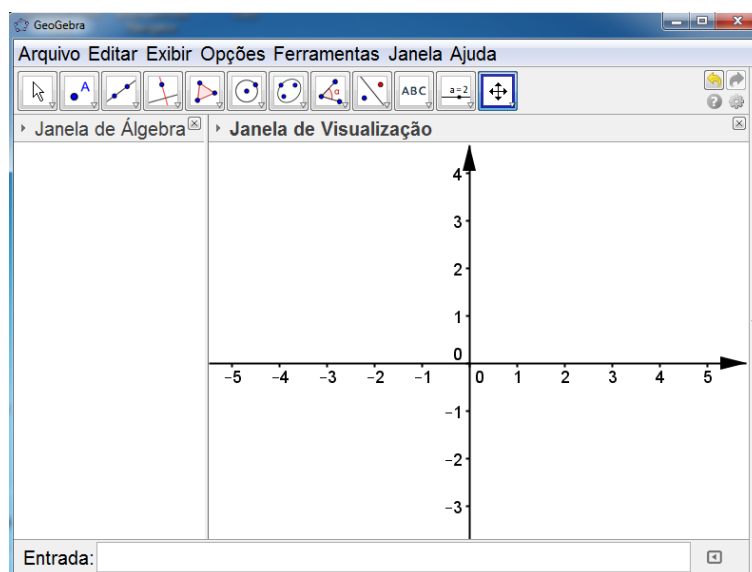 GeoGebra
Arquivo Editar Exibir Opções Ferramentas Janela Ajuda
A α ABC a=2
Janela de Álgebra Janela de Visualização
4
3
2
1
0
−5 −4 −3 −2 −1 0 1 2 3 4 5
−1
−2
−3
Entrada: